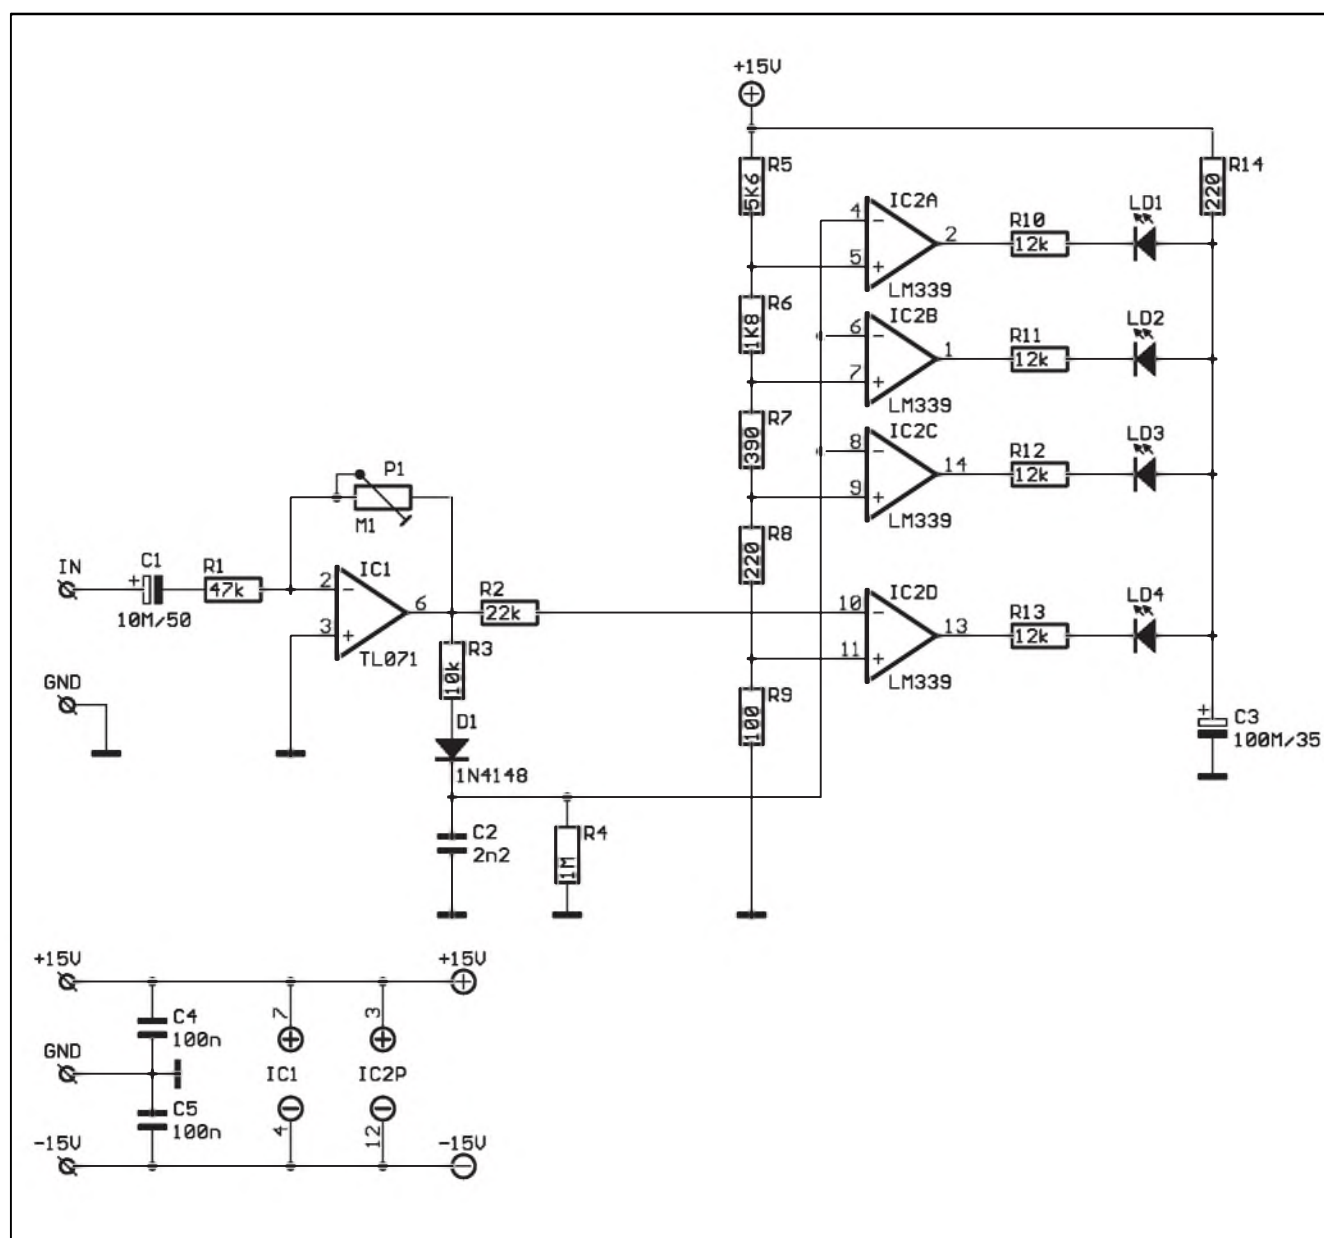 +15V
R5
5K6
R14
220
IC2A
4
2
5
LM339
R10
12k
LD1
R6
1K8
IC2B
6
1
7
LM339
R11
12k
LD2
R7
390
IC2C
8
14
9
LM339
R12
12k
LD3
P1
M1
R8
220
IN
C1
+
10M/50
R1
47k
IC1
2
6
3
TL071
R2
22k
IC2D
10
13
11
LM339
R13
12k
LD4
R3
10k
GND
D1
1N4148
R9
100
+
C3
100M/35
C2
2n2
R4
1M
+15V
+15V
C4
100n
7
3
GND
IC1
IC2P
C5
100n
4
12
-15V
-15V